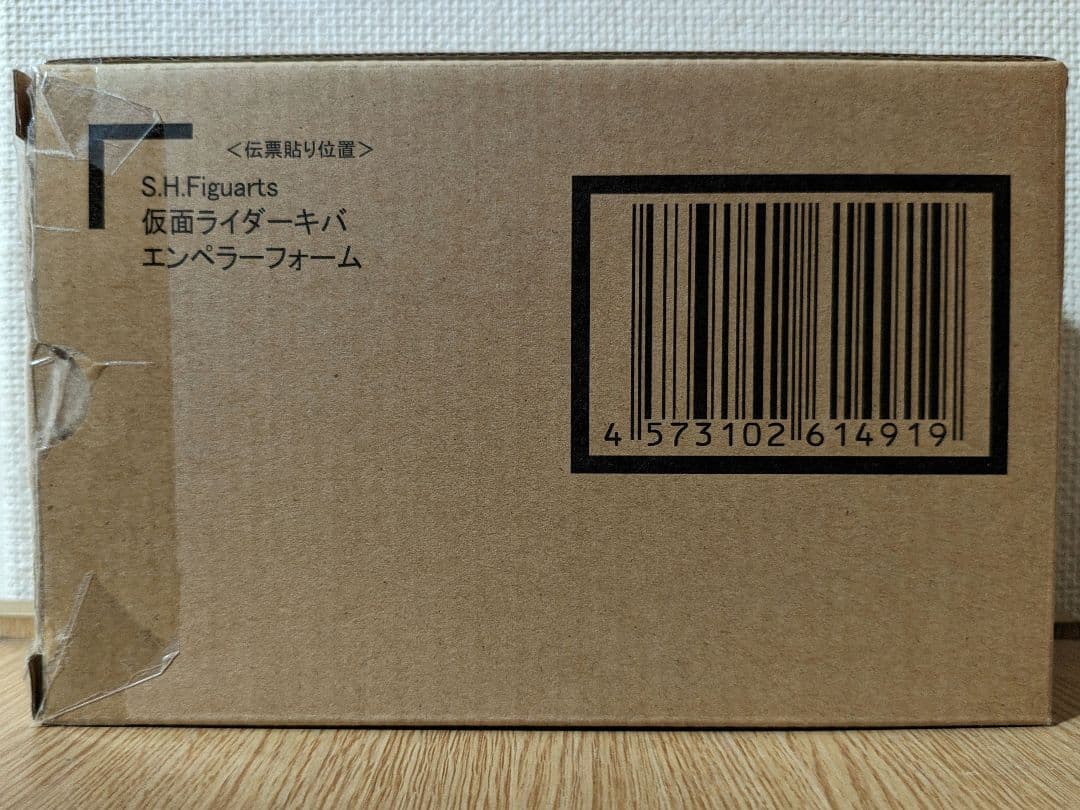 ＜伝票貼り位置＞
S.H.Figuarts
仮面ライダーキバ
エンペラーフォーム
4 573102 614919